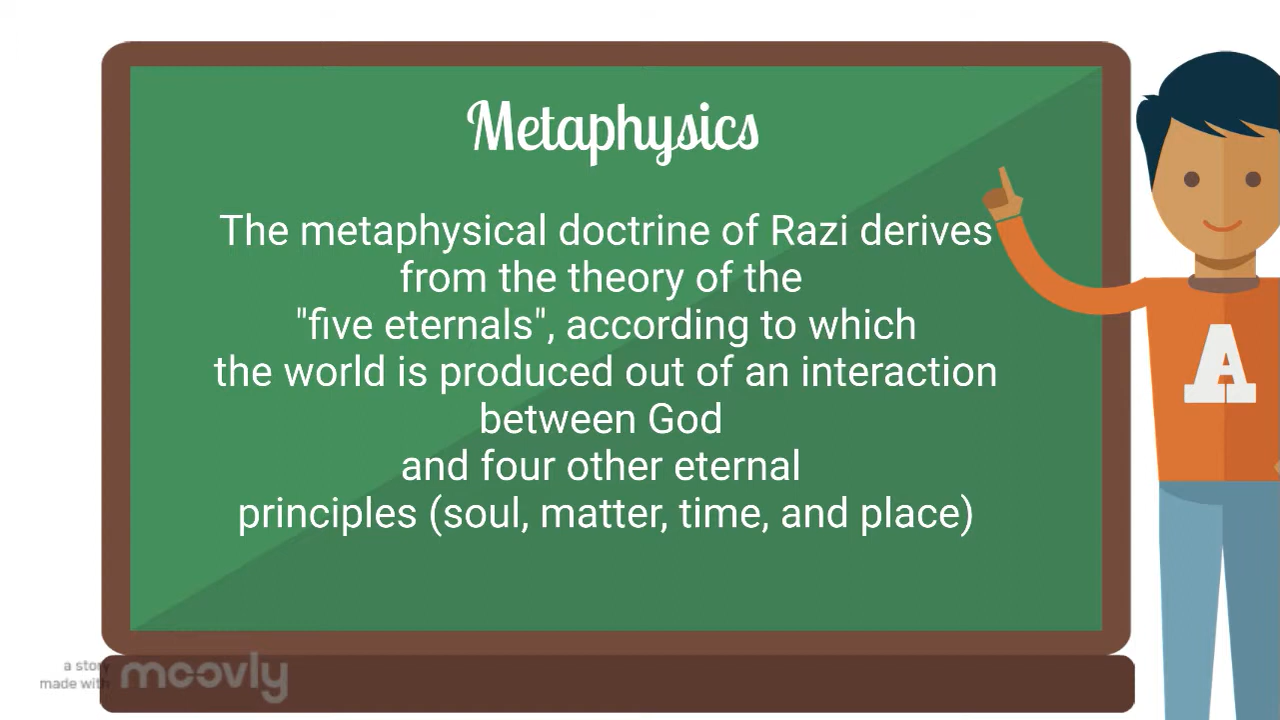 Metaphysics
The metaphysical doctrine of Razi derives
from the theory of the
"five eternals", according to which
the world is produced out of an interaction
between God
and four other eternal
principles (soul, matter, time, and place)
A
a story
made with
moovly